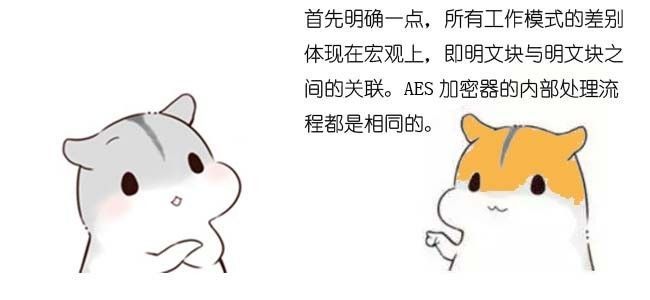 首先明确一点，所有工作模式的差别
体现在宏观上，即明文块与明文块之
间的关联。AES 加密器的内部处理流
程都是相同的。